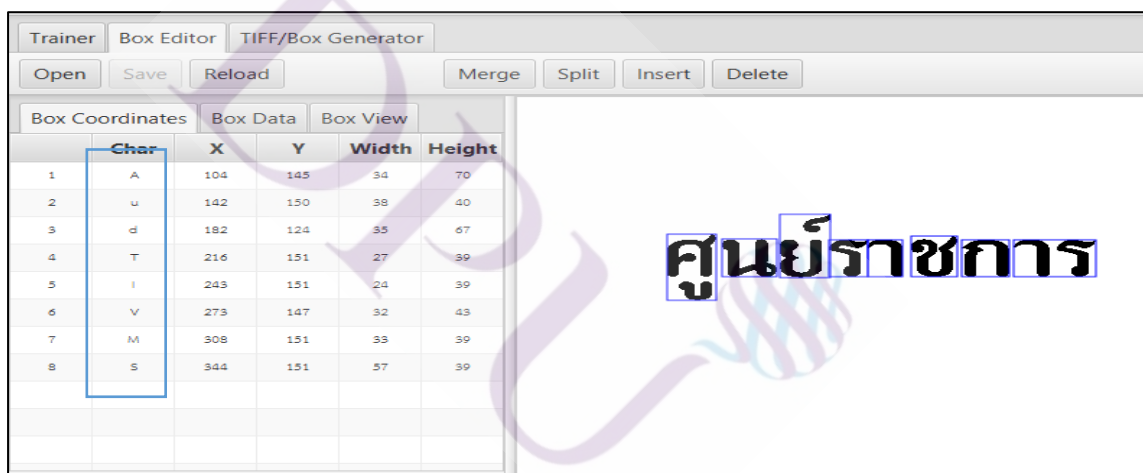 Trainer Box Editor TIFF/Box Generator
Open Save Reload Merge Split Insert Delete
Box Coordinates Box Data Box View
Char X Y Width Height
1 A 104 145 34 70
2 u 142 150 38 40
3 d 182 124 35 67
4 T 216 151 27 39
5 I 243 151 24 39
6 V 273 147 32 43
7 M 308 151 33 39
8 S 344 151 57 39
ศูนย์ราชการ
DPU